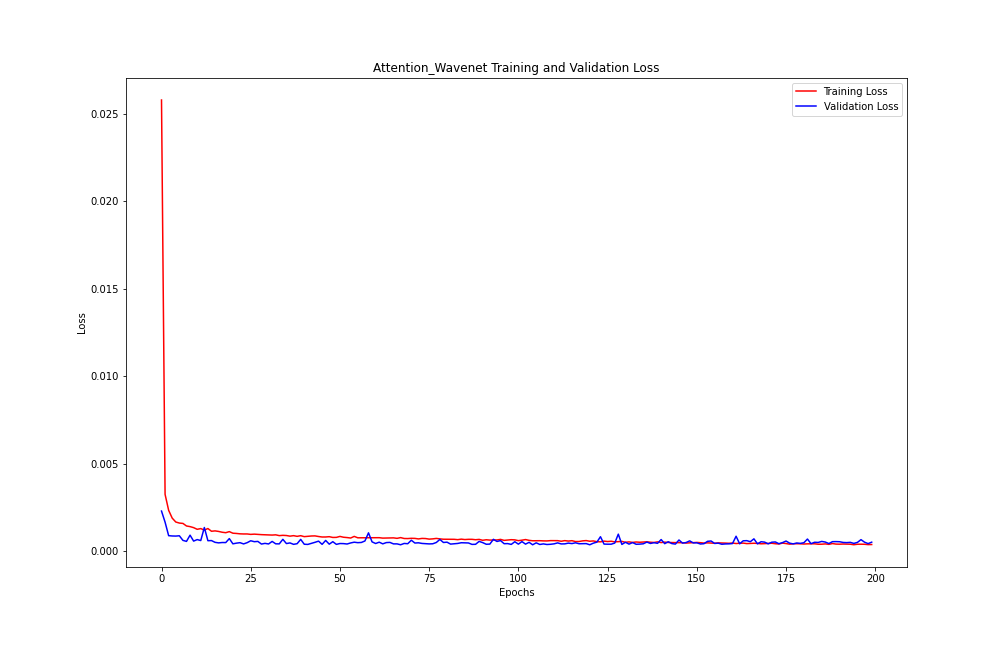 Attention_Wavenet Training and Validation Loss
Training Loss
Validation Loss
0.025
0.020
0.015
0.010
0.005
0.000
Loss
0 25 50 75 100 125 150 175 200
Epochs